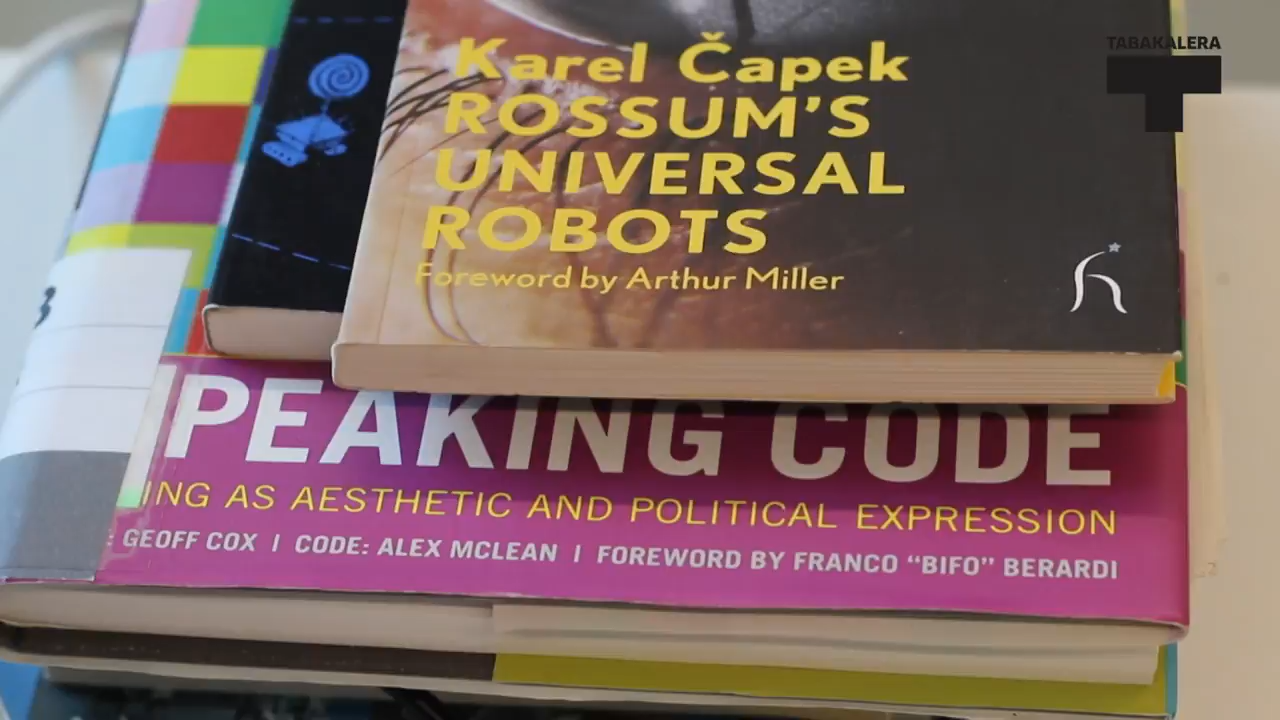 TABAKALERA
Karel Čapek
ROSSUM'S
UNIVERSAL
ROBOTS
Foreword by Arthur Miller
PEAKING CODE
ING AS AESTHETIC AND POLITICAL EXPRESSION
: GEOFF COX | CODE: ALEX MCLEAN | FOREWORD BY FRANCO “BIFO” BERARDI